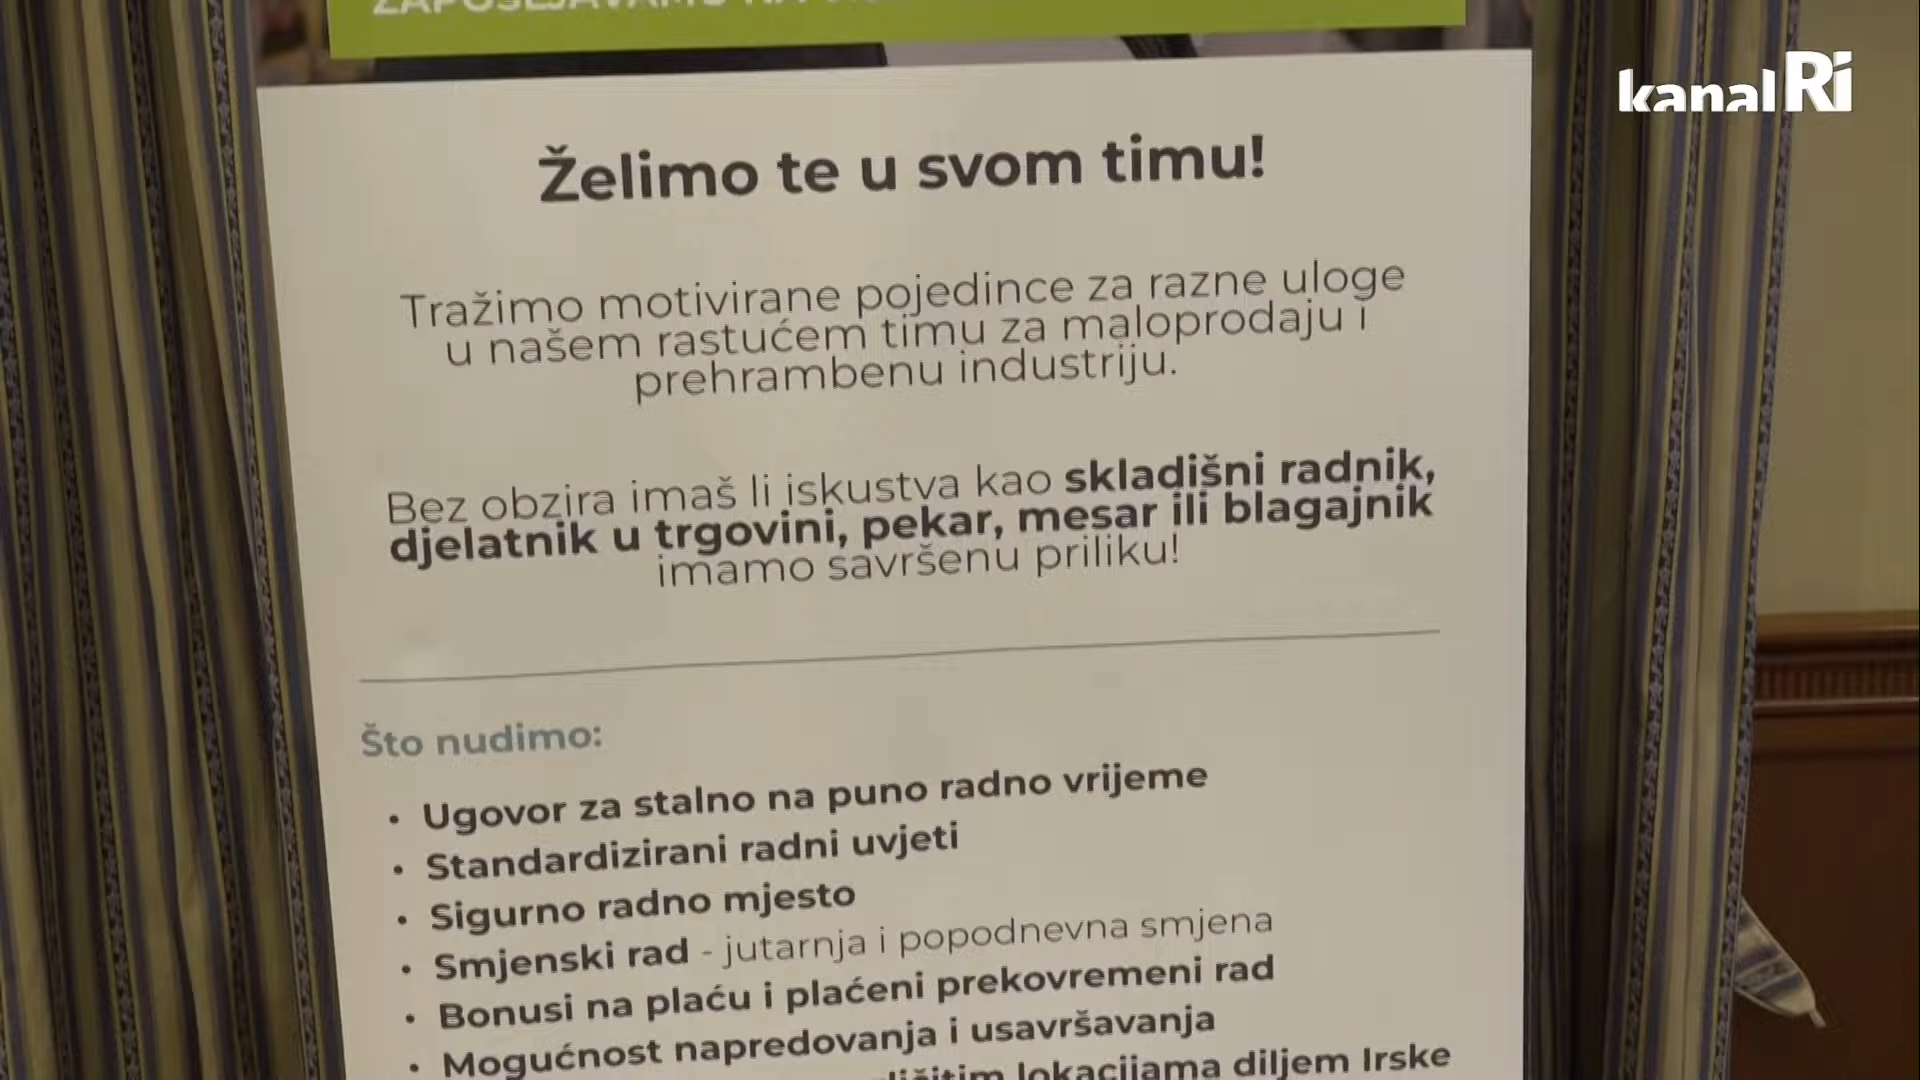 kanal Ri
Želimo te u svom timu!
Tražimo motivirane pojedince za razne uloge
u našem rastućem timu za maloprodaju i
prehrambenu industriju.
Bez obzira imaš li iskustva kao skladišni radnik,
djelatnik u trgovini, pekar, mesar ili blagajnik
imamo savršenu priliku!
Što nudimo:
• Ugovor za stalno na puno radno vrijeme
• Standardizirani radni uvjeti
• Sigurno radno mjesto
• Smjenski rad - jutarnja i popodnevna smjena
• Bonusi na plaću i plaćeni prekovremeni rad
• Mogućnost napredovanja i usavršavanja
lokacijama diljem Irske